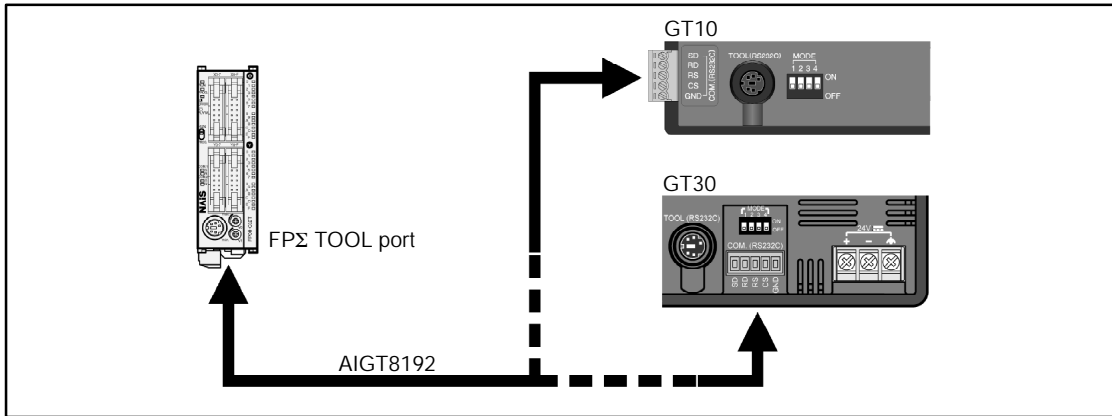 GT10
SD
RD
RS
CS
GND
COM.(RS232C)
TOOL(RS232C)
MODE
1 2 3 4
ON
OFF
NAiS
FPΣ TOOL port
GT30
TOOL (RS232C)
MODE
ON
OFF
COM. (RS232C)
SD
RD
RS
CS
GND
24V
+ −
AIGT8192